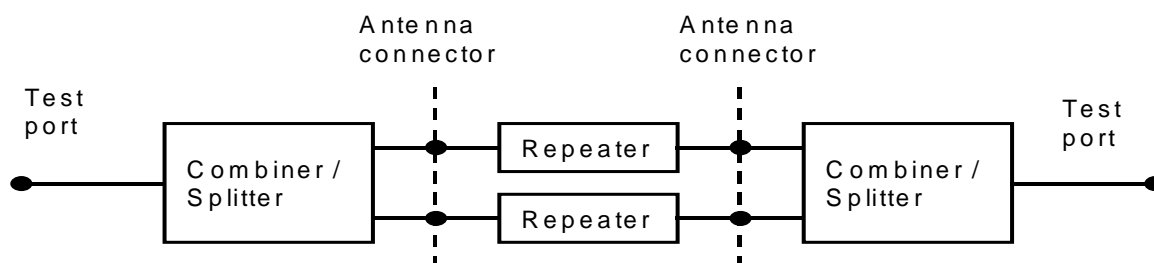 Antenna
connector
Antenna
connector
Test
port
Test
port
Combiner/
Splitter
Repeater
Repeater
Combiner/
Splitter